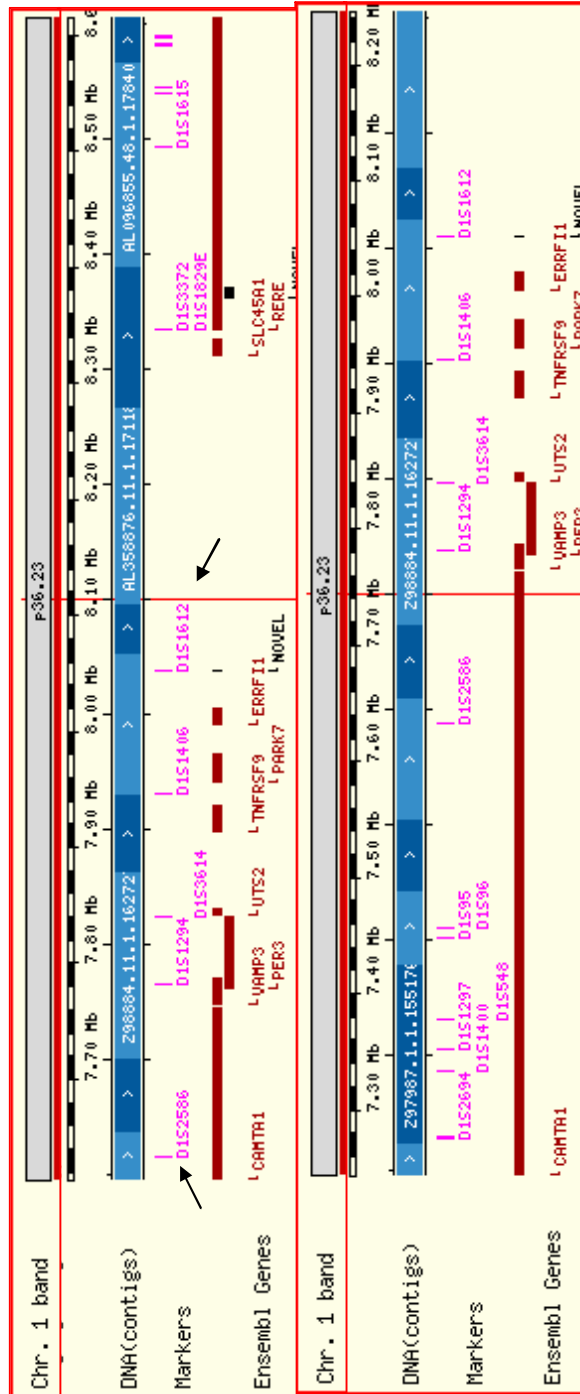 Chr. 1 band
p36.23
7.70 Mb 7.80 Mb 7.90 Mb 8.00 Mb 8.10 Mb 8.20 Mb 8.30 Mb 8.40 Mb 8.50 Mb
DNA(contigs)
Z98884.11.1.16272 AL358876.11.1.1711 AL096855.48.1.17840
Markers
D1S2586 D1S1294 D1S1406 D1S1612 D1S3372 D1S1615
D1S3614 D1S1829E
Ensembl Genes
CAMTA1 VAMP3 UTS2 TNFRSF9 ERRFI1 SLC45A1
PER3 PARK7 NOVEL RERE
NOVEL
Chr. 1 band
p36.23
7.30 Mb 7.40 Mb 7.50 Mb 7.60 Mb 7.70 Mb 7.80 Mb 7.90 Mb 8.00 Mb 8.10 Mb 8.20 Mb
DNA(contigs)
Z97987.1.1.15517 Z98884.11.1.16272
Markers
D1S2694 D1S1297 D1S95 D1S2586 D1S1294 D1S1406 D1S1612
D1S1400 D1S96 D1S3614
D1S548
Ensembl Genes
CAMTA1 VAMP3 UTS2 TNFRSF9 ERRFI1
PER3 PARK7 NOVEL